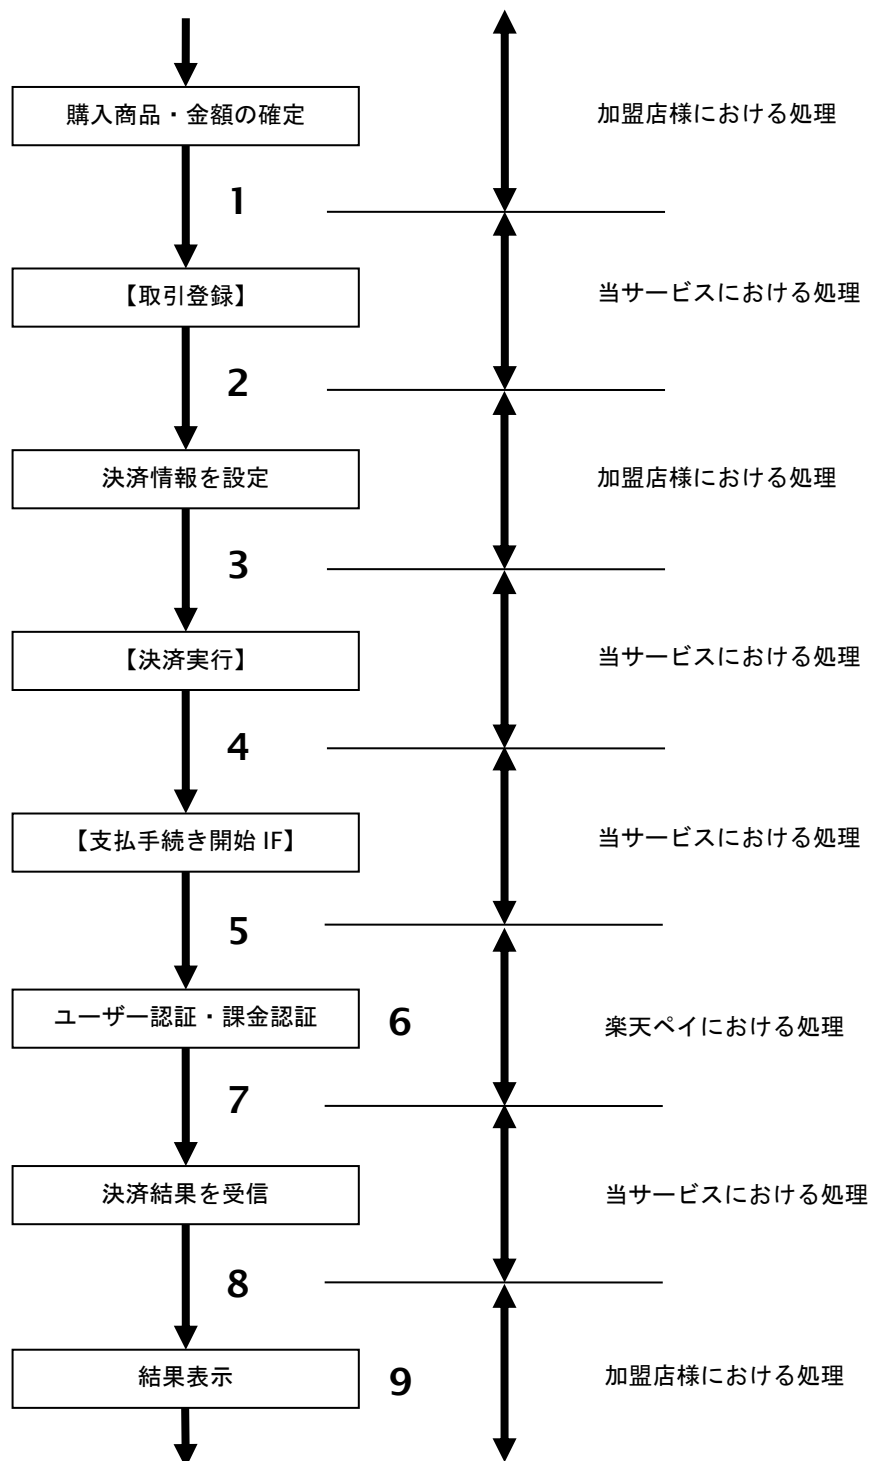 購入商品・金額の確定
加盟店様における処理
1
【取引登録】
当サービスにおける処理
2
決済情報を設定
加盟店様における処理
3
【決済実行】
当サービスにおける処理
4
【支払手続き開始 IF】
当サービスにおける処理
5
ユーザー認証・課金認証
6
楽天ペイにおける処理
7
決済結果を受信
当サービスにおける処理
8
結果表示
9
加盟店様における処理